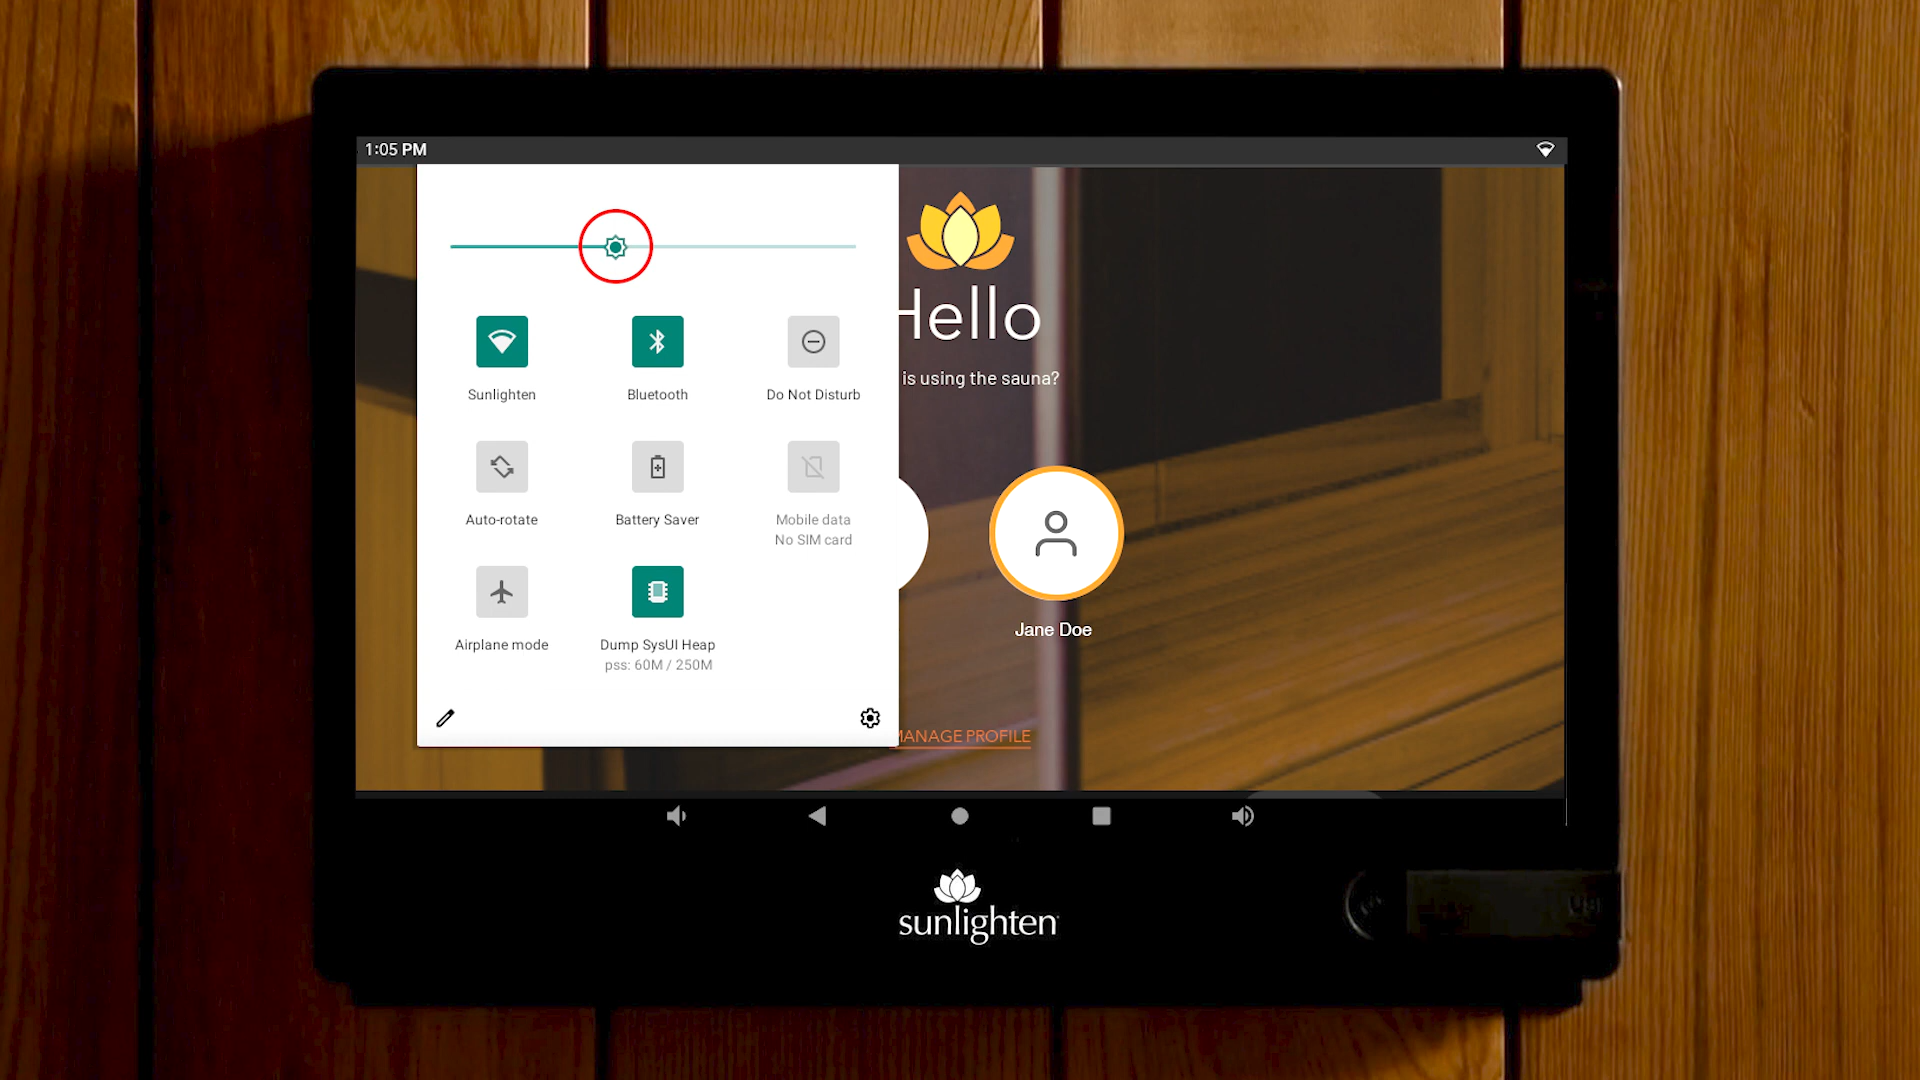 1:05 PM
Hello
is using the sauna?
Sunlighten
Bluetooth
Do Not Disturb
Auto-rotate
Battery Saver
Mobile data
No SIM card
Airplane mode
Dump SysUI Heap
pss: 60M / 250M
Jane Doe
MANAGE PROFILE
sunlighten